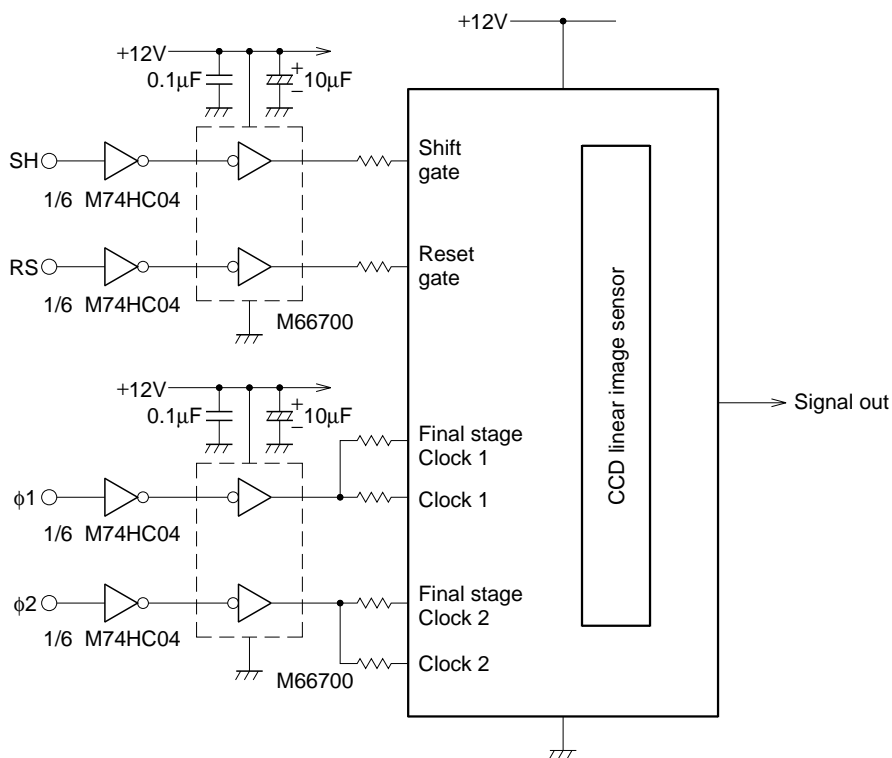 +12V
+12V
0.1μF
+
−
10μF
SH
1/6 M74HC04
Shift
gate
RS
1/6 M74HC04
Reset
gate
M66700
+12V
0.1μF
+
−
10μF
Final stage
Clock 1
φ1
1/6 M74HC04
Clock 1
φ2
1/6 M74HC04
Final stage
Clock 2
Clock 2
M66700
CCD linear image sensor
Signal out